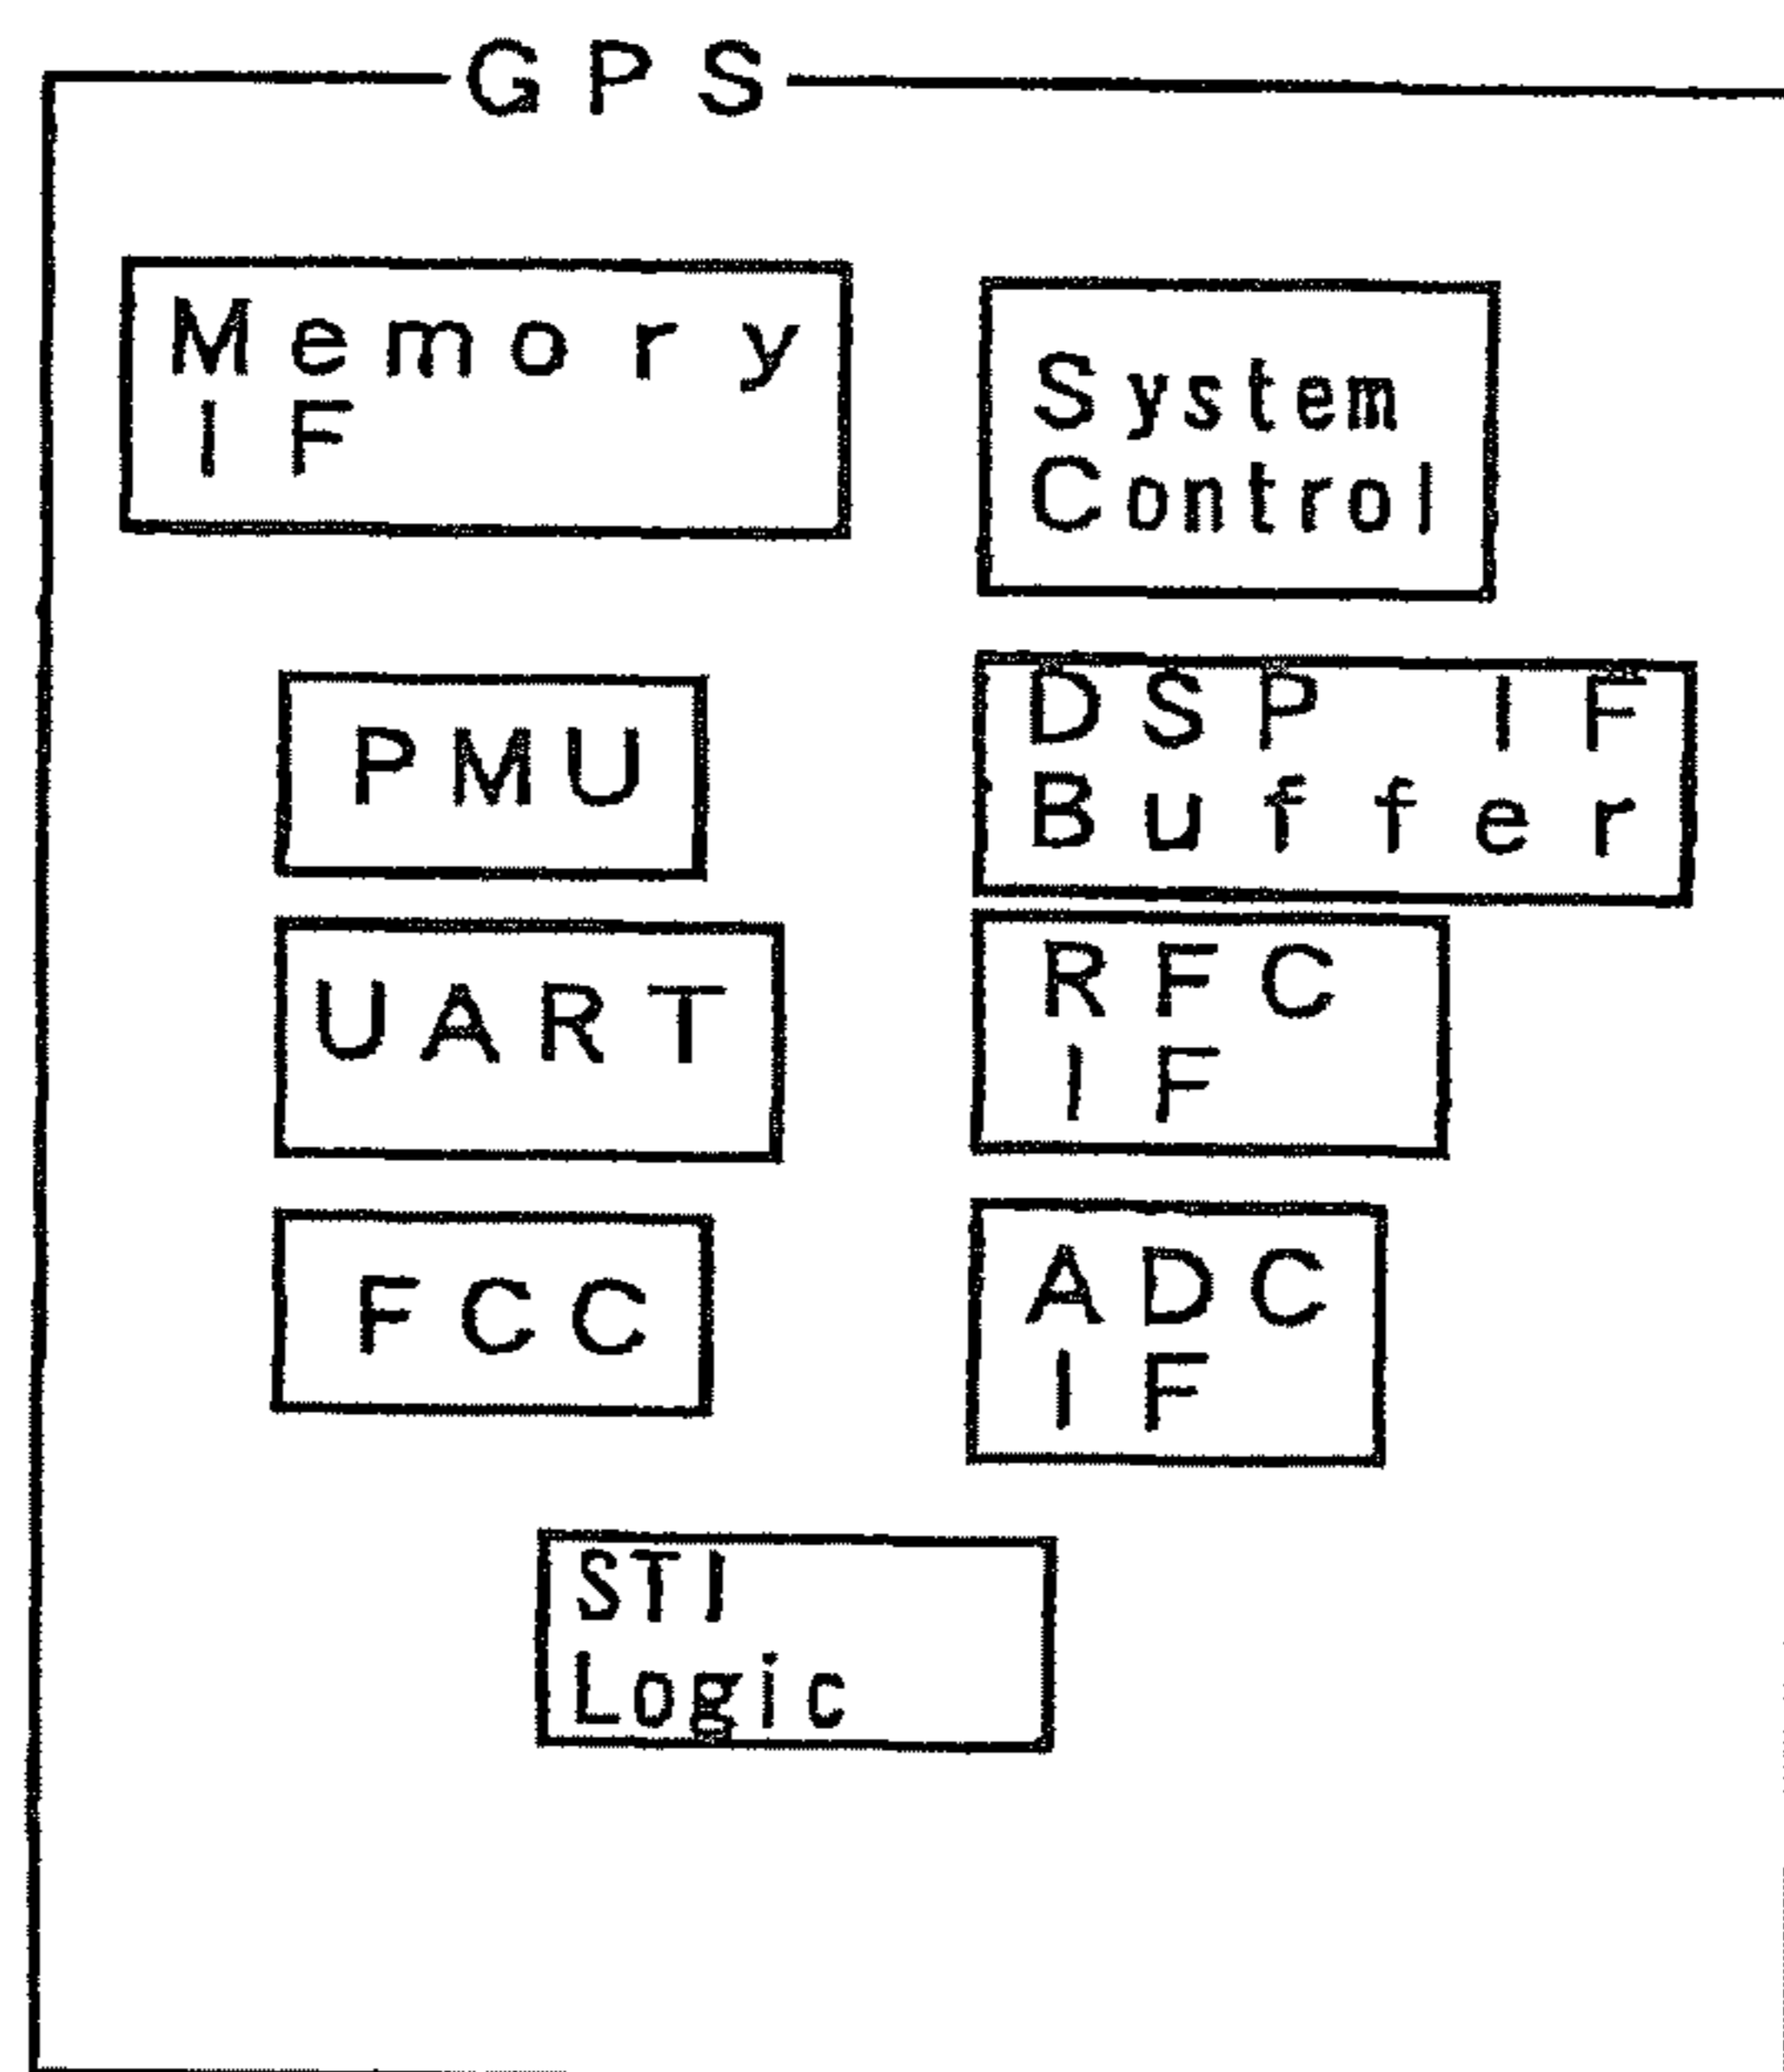 GPS
Memory
IF
System
Control
PMU
DSP IF
Buffer
UART
RFC
IF
FCC
ADC
IF
STI
Logic